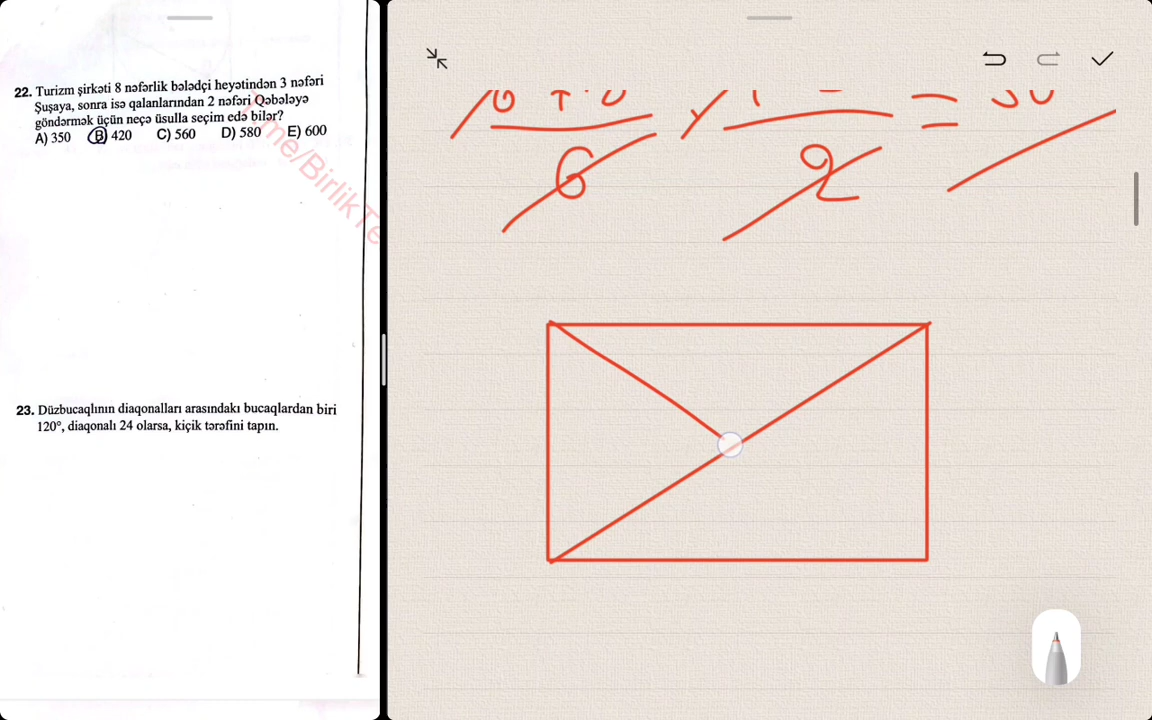 22. Turizm şirkəti 8 nəfərlik bələdçi heyətindən 3 nəfəri
Şuşaya, sonra isə qalanlarından 2 nəfəri Qəbələyə
göndərmək üçün neçə üsulla seçim edə bilər?
A) 350 B) 420 C) 560 D) 580 E) 600
t.me/BirlikTe
23. Düzbucaqlının diaqonalları arasındakı bucaqlardan biri
120°, diaqonalı 24 olarsa, kiçik tərəfini tapın.
=
6 2